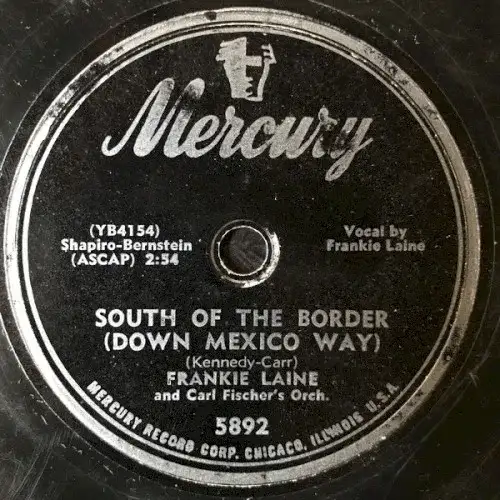 Mercury
(YB4154)
Shapiro-Bernstein
(ASCAP) 2:54
Vocal by
Frankie Laine
SOUTH OF THE BORDER
(DOWN MEXICO WAY)
(Kennedy-Carr)
FRANKIE LAINE
and Carl Fischer's Orch.
5892
MERCURY RECORD CORP. CHICACO, ILLINOIS U.S.A.